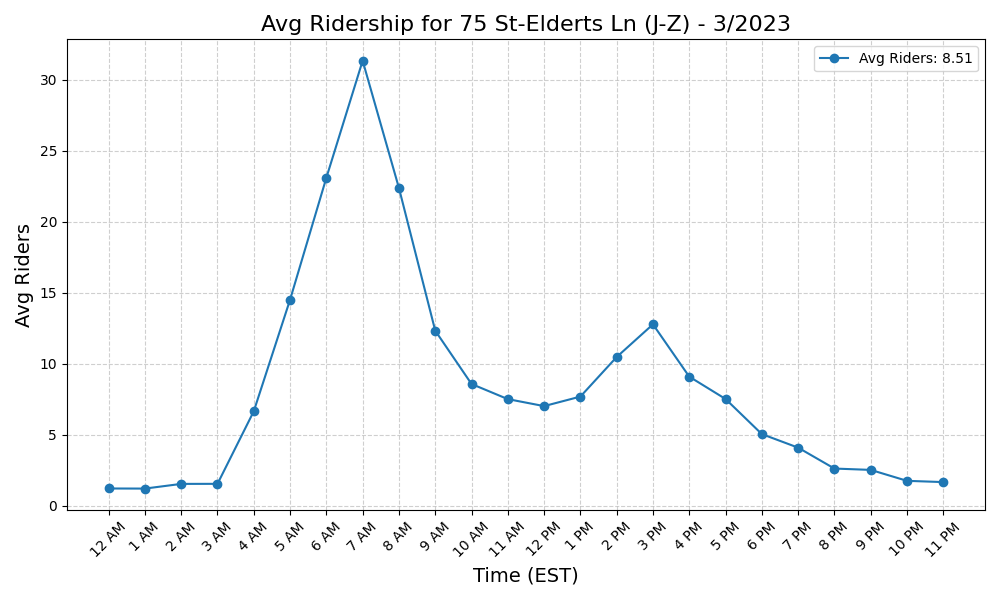 Avg Ridership for 75 St-Elderts Ln (J-Z) - 3/2023
Avg Riders: 8.51
Avg Riders
30
25
20
15
10
5
0
12 AM
1 AM
2 AM
3 AM
4 AM
5 AM
6 AM
7 AM
8 AM
9 AM
10 AM
11 AM
12 PM
1 PM
2 PM
3 PM
4 PM
5 PM
6 PM
7 PM
8 PM
9 PM
10 PM
11 PM
Time (EST)